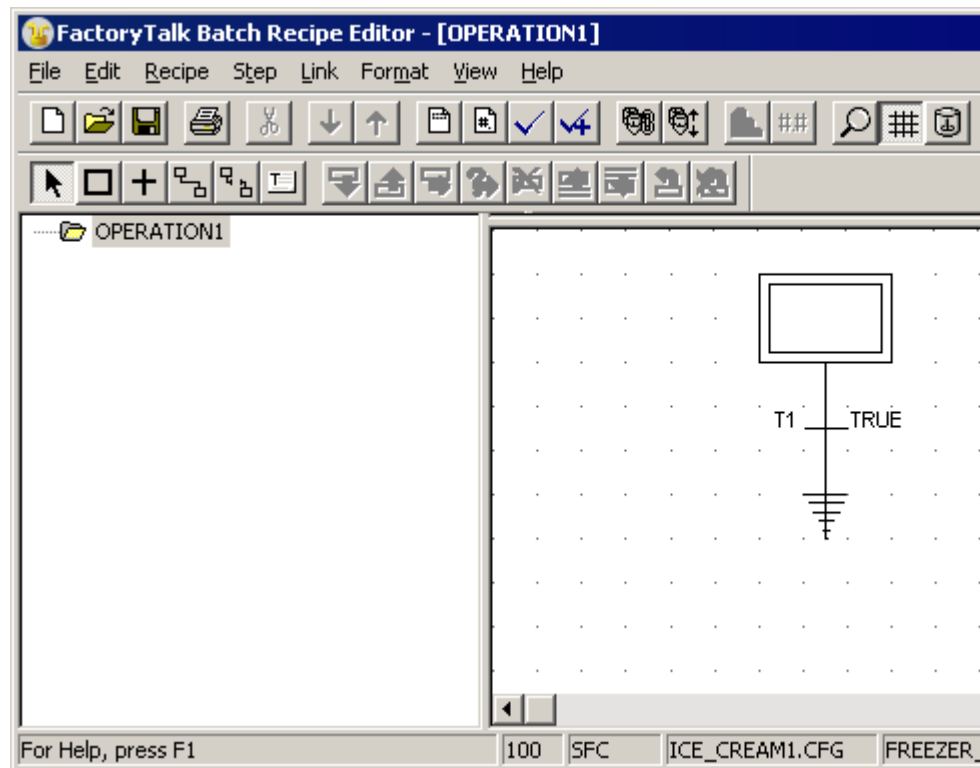 FactoryTalk Batch Recipe Editor - [OPERATION1]
File Edit Recipe Step Link Format View Help
OPERATION1
T1 TRUE
For Help, press F1 100 SFC ICE_CREAM1.CFG FREEZER_